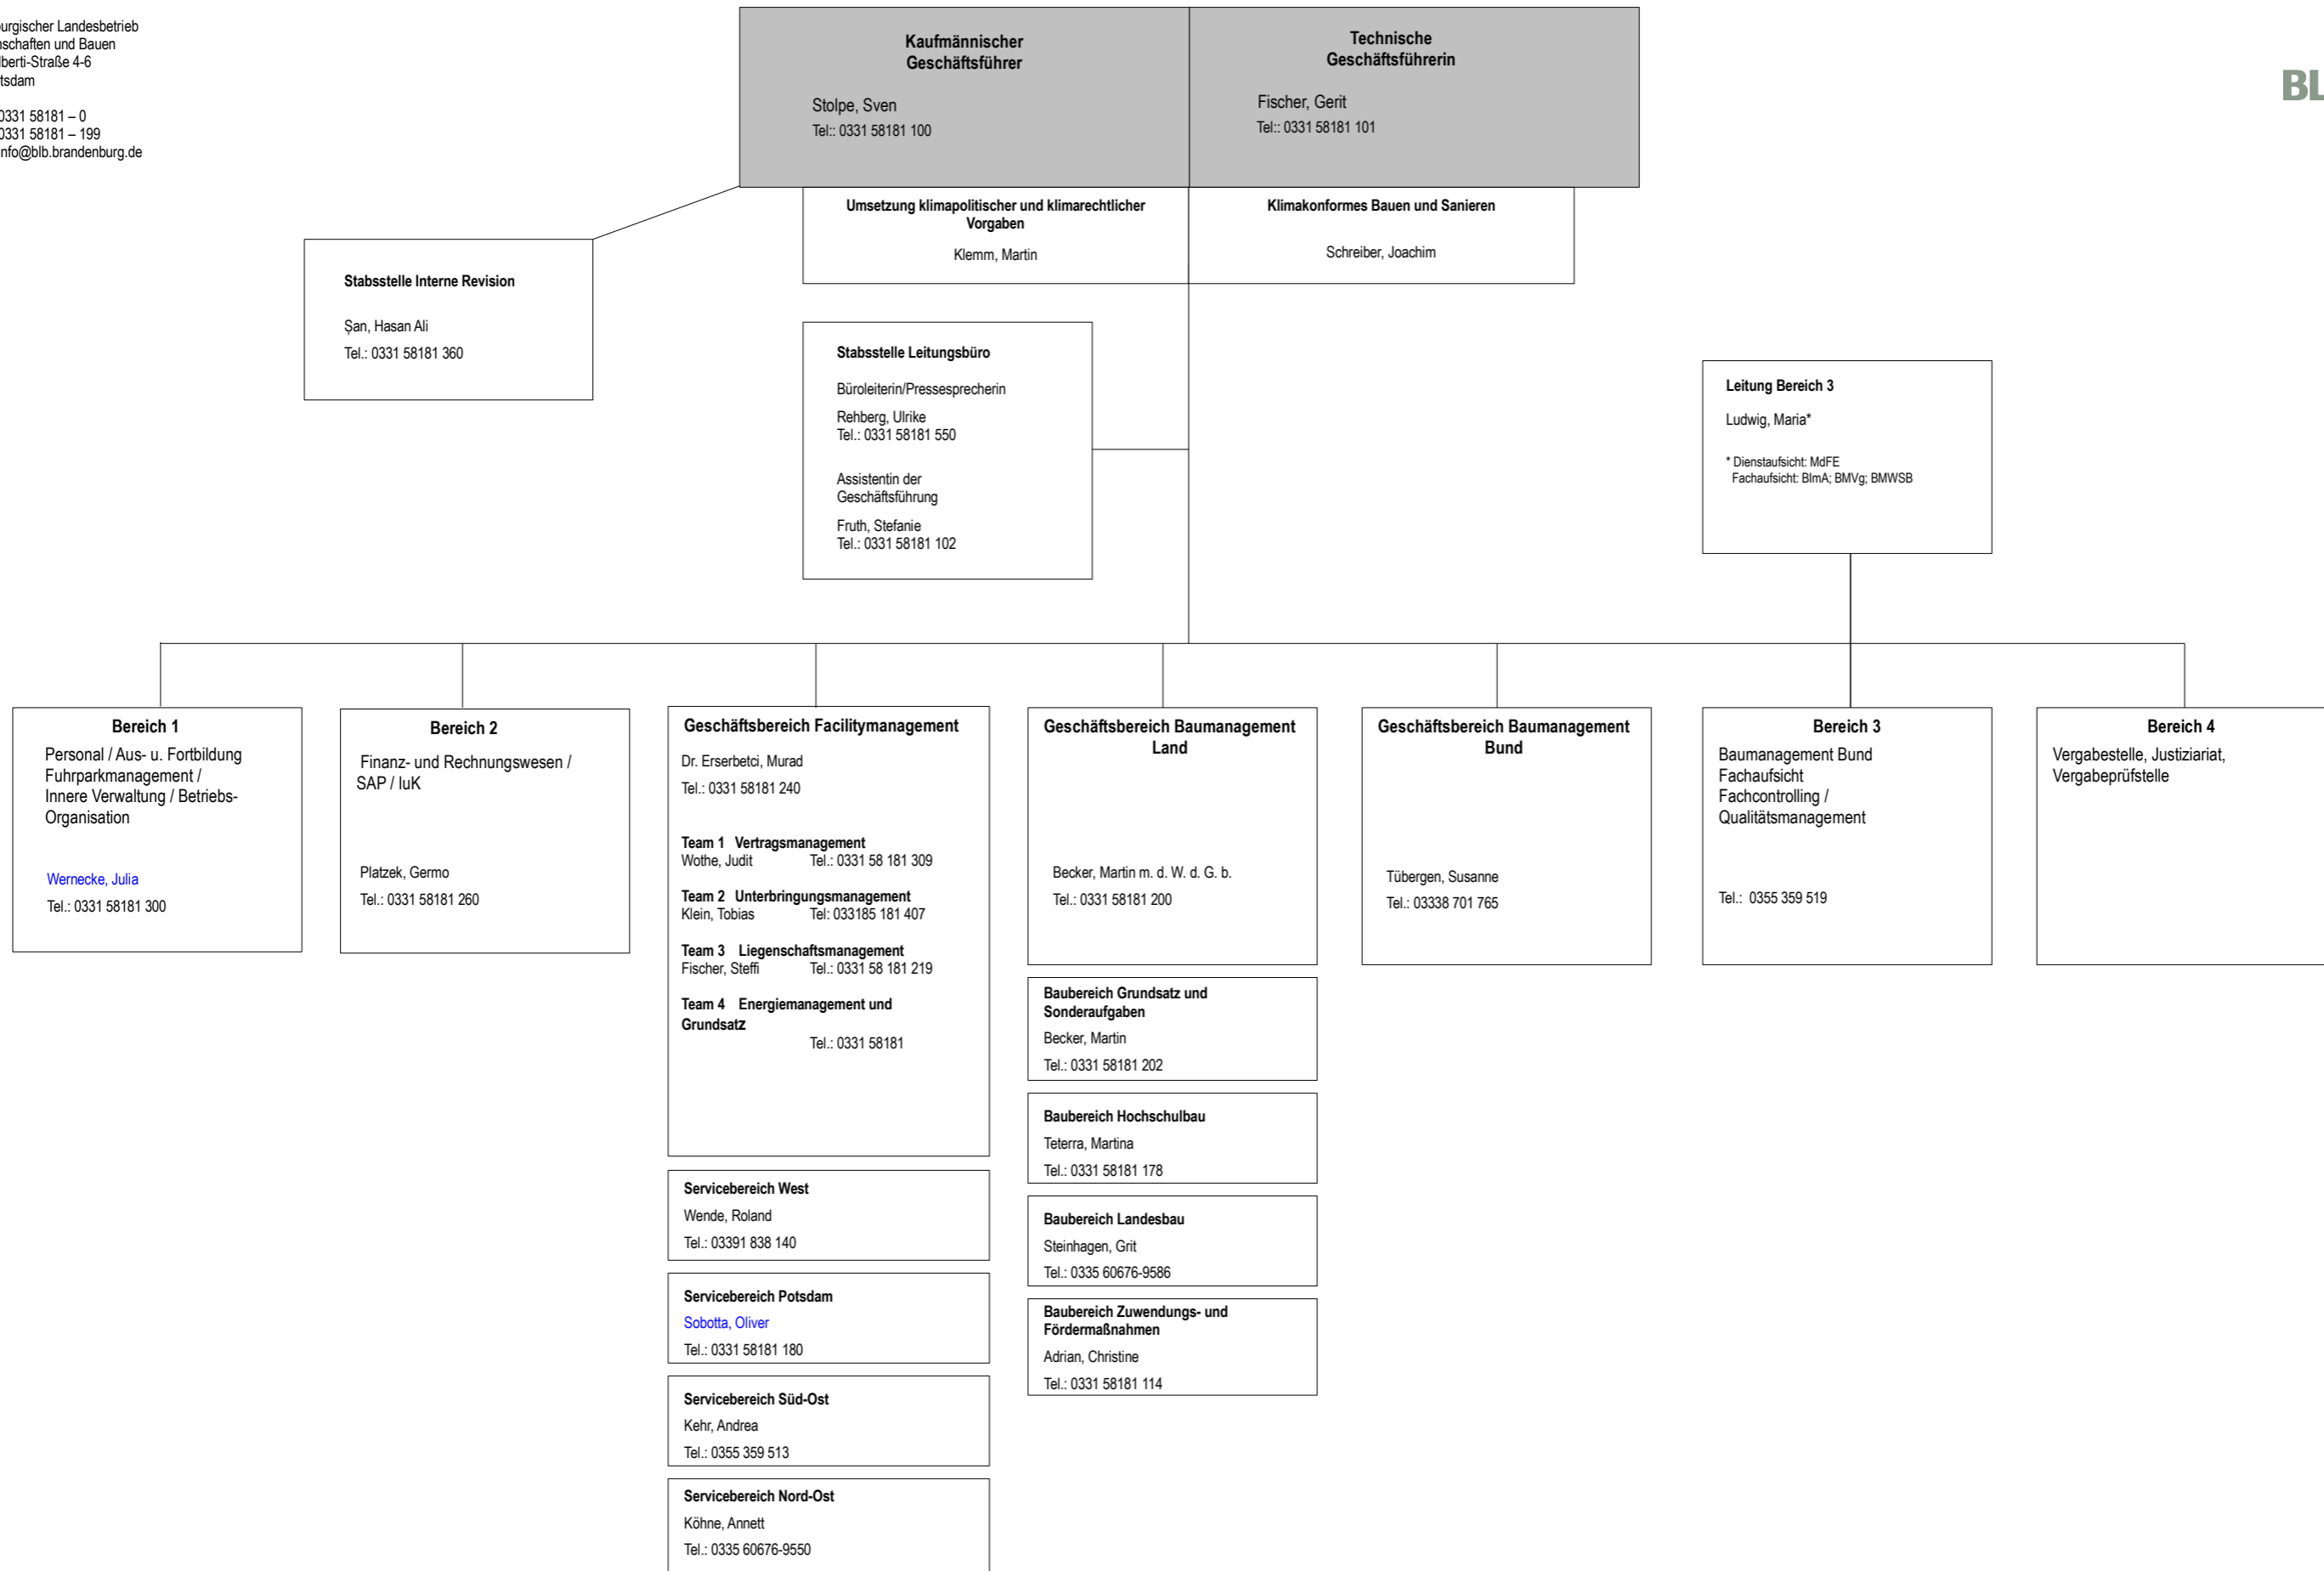 burgischer Landesbetrieb
nschaften und Bauen
lberti-Straße 4-6
tsdam
0331 58181 – 0
0331 58181 – 199
info@blb.brandenburg.de
BL
Kaufmännischer
Geschäftsführer
Stolpe, Sven
Tel:: 0331 58181 100
Technische
Geschäftsführerin
Fischer, Gerit
Tel:: 0331 58181 101
Umsetzung klimapolitischer und klimarechtlicher
Vorgaben
Klemm, Martin
Klimakonformes Bauen und Sanieren
Schreiber, Joachim
Stabsstelle Interne Revision
Șan, Hasan Ali
Tel.: 0331 58181 360
Stabsstelle Leitungsbüro
Büroleiterin/Pressesprecherin
Rehberg, Ulrike
Tel.: 0331 58181 550
Assistentin der
Geschäftsführung
Fruth, Stefanie
Tel.: 0331 58181 102
Leitung Bereich 3
Ludwig, Maria*
* Dienstaufsicht: MdFE
Fachaufsicht: BImA; BMVg; BMWSB
Bereich 1
Personal / Aus- u. Fortbildung
Fuhrparkmanagement /
Innere Verwaltung / Betriebs-
Organisation
Wernecke, Julia
Tel.: 0331 58181 300
Bereich 2
Finanz- und Rechnungswesen /
SAP / IuK
Platzek, Germo
Tel.: 0331 58181 260
Geschäftsbereich Facilitymanagement
Dr. Erserbetci, Murad
Tel.: 0331 58181 240
Team 1 Vertragsmanagement
Wothe, Judit Tel.: 0331 58 181 309
Team 2 Unterbringungsmanagement
Klein, Tobias Tel: 033185 181 407
Team 3 Liegenschaftsmanagement
Fischer, Steffi Tel.: 0331 58 181 219
Team 4 Energiemanagement und
Grundsatz
Tel.: 0331 58181
Servicebereich West
Wende, Roland
Tel.: 03391 838 140
Servicebereich Potsdam
Sobotta, Oliver
Tel.: 0331 58181 180
Servicebereich Süd-Ost
Kehr, Andrea
Tel.: 0355 359 513
Servicebereich Nord-Ost
Köhne, Annett
Tel.: 0335 60676-9550
Geschäftsbereich Baumanagement
Land
Becker, Martin m. d. W. d. G. b.
Tel.: 0331 58181 200
Baubereich Grundsatz und
Sonderaufgaben
Becker, Martin
Tel.: 0331 58181 202
Baubereich Hochschulbau
Teterra, Martina
Tel.: 0331 58181 178
Baubereich Landesbau
Steinhagen, Grit
Tel.: 0335 60676-9586
Baubereich Zuwendungs- und
Fördermaßnahmen
Adrian, Christine
Tel.: 0331 58181 114
Geschäftsbereich Baumanagement
Bund
Tübergen, Susanne
Tel.: 03338 701 765
Bereich 3
Baumanagement Bund
Fachaufsicht
Fachcontrolling /
Qualitätsmanagement
Tel.: 0355 359 519
Bereich 4
Vergabestelle, Justiziariat,
Vergabeprüfstelle